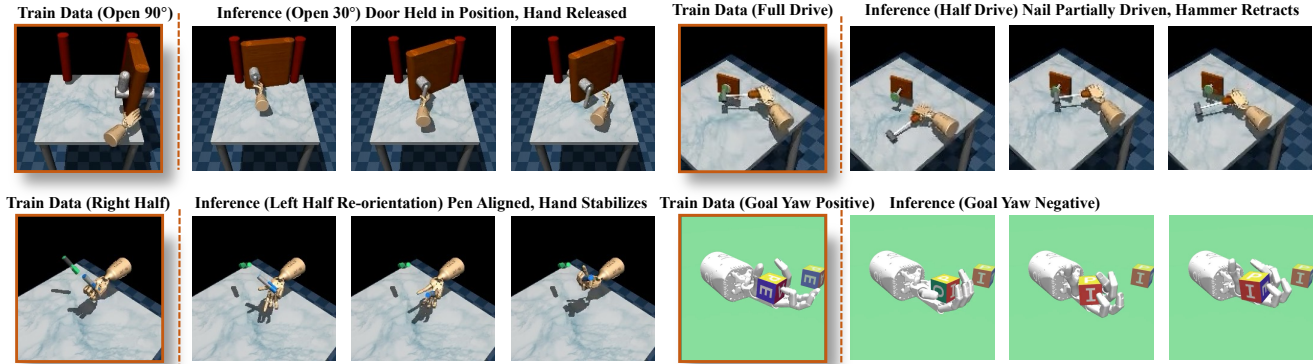 Train Data (Open 90°)
Inference (Open 30°) Door Held in Position, Hand Released
Train Data (Full Drive)
Inference (Half Drive) Nail Partially Driven, Hammer Retracts
Train Data (Right Half)
Inference (Left Half Re-orientation) Pen Aligned, Hand Stabilizes
Train Data (Goal Yaw Positive)
Inference (Goal Yaw Negative)
E
E
C
I
I
I
I
I